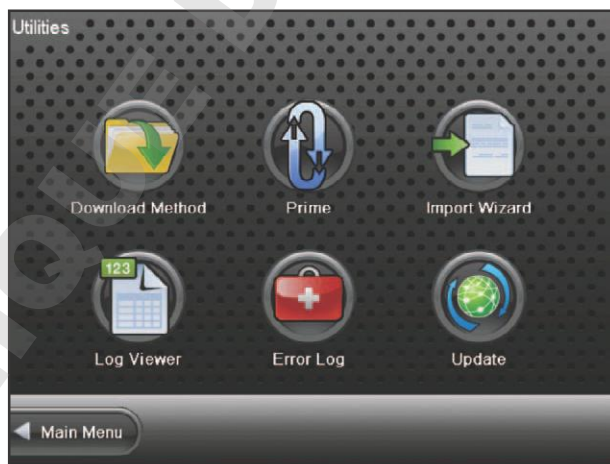 Utilities
Download Method
Prime
Import Wizard
123
Log Viewer
Error Log
Update
Main Menu